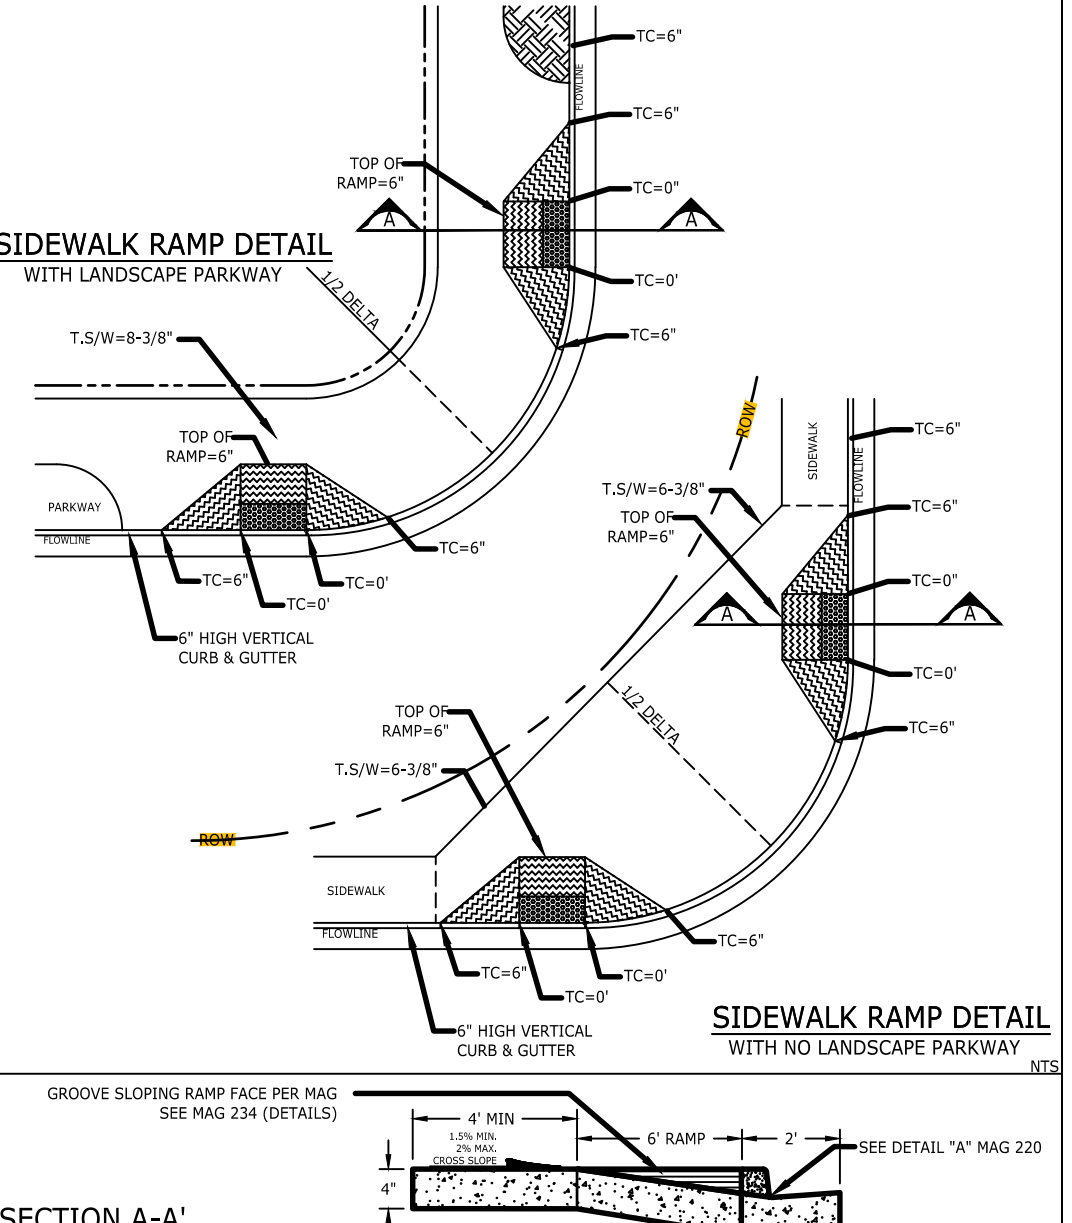 TC=6"
FLOWLINE
TC=6"
TOP OF
RAMP=6"
TC=0"
A
A
SIDEWALK RAMP DETAIL
WITH LANDSCAPE PARKWAY
1/2 DELTA
TC=0'
TC=6"
T.S/W=8-3/8"
TOP OF
RAMP=6"
PARKWAY
FLOWLINE
TC=6"
TC=6"
TC=0'
TC=0'
6" HIGH VERTICAL
CURB & GUTTER
ROW
SIDEWALK
TC=6"
FLOWLINE
T.S/W=6-3/8"
TC=6"
TOP OF
RAMP=6"
TC=0"
A
A
TC=0'
1/2 DELTA
TC=6"
TOP OF
RAMP=6"
T.S/W=6-3/8"
ROW
SIDEWALK
FLOWLINE
TC=6"
TC=6"
TC=0'
TC=0'
6" HIGH VERTICAL
CURB & GUTTER
SIDEWALK RAMP DETAIL
WITH NO LANDSCAPE PARKWAY
NTS
GROOVE SLOPING RAMP FACE PER MAG
SEE MAG 234 (DETAILS)
4' MIN
1.5% MIN.
2% MAX.
CROSS SLOPE
6' RAMP
2'
SEE DETAIL "A" MAG 220
4"
SECTION A-A'